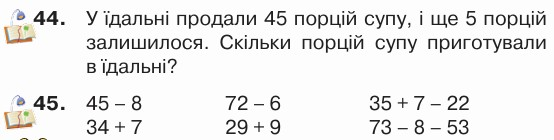 44. У їдальні продали 45 порцій супу, і ще 5 порцій
залишилося. Скільки порцій супу приготували
в їдальні?
45. 45 – 8 72 – 6 35 + 7 – 22
34 + 7 29 + 9 73 – 8 – 53